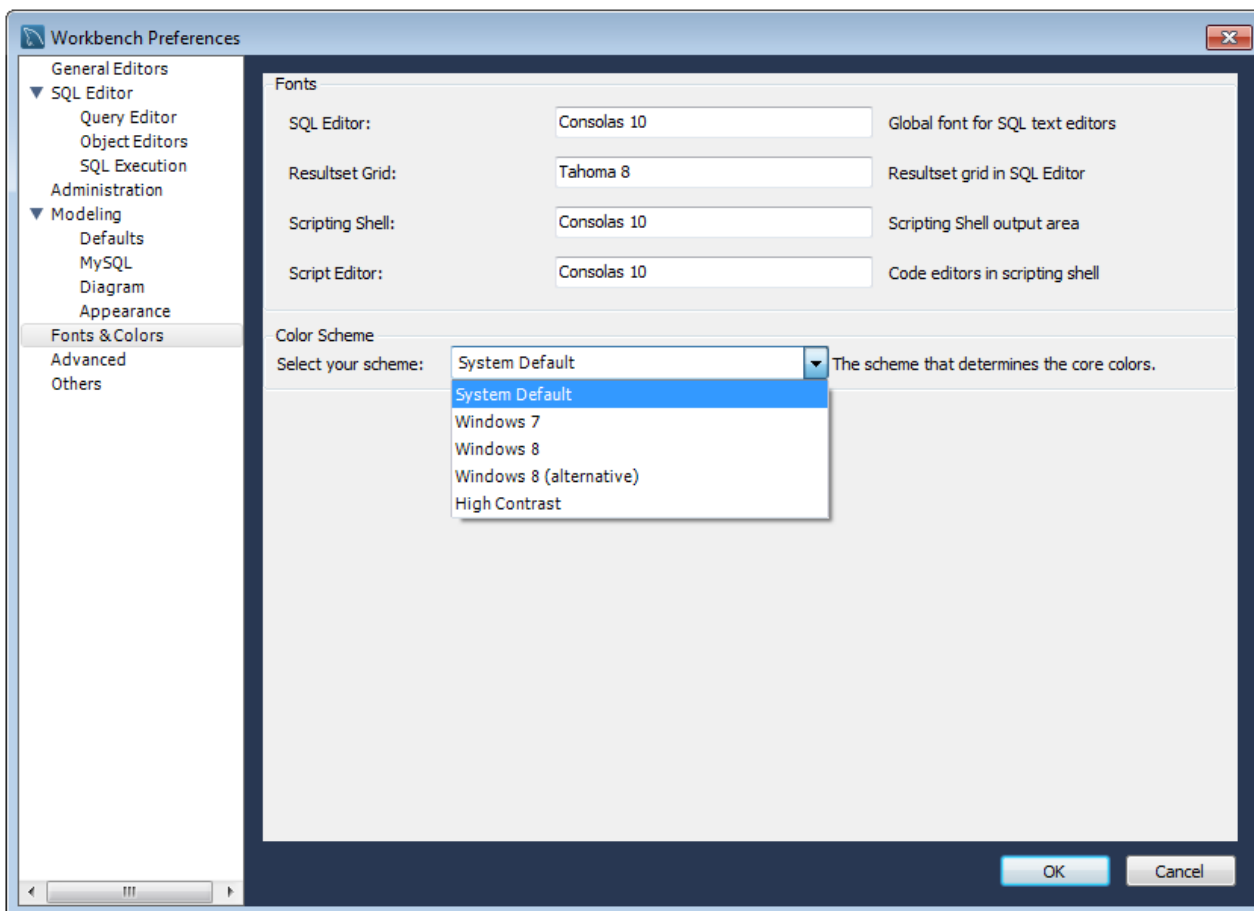 Workbench Preferences
General Editors
SQL Editor
Query Editor
Object Editors
SQL Execution
Administration
Modeling
Defaults
MySQL
Diagram
Appearance
Fonts & Colors
Advanced
Others
Fonts
SQL Editor: Consolas 10 Global font for SQL text editors
Resultset Grid: Tahoma 8 Resultset grid in SQL Editor
Scripting Shell: Consolas 10 Scripting Shell output area
Script Editor: Consolas 10 Code editors in scripting shell
Color Scheme
Select your scheme: System Default The scheme that determines the core colors.
System Default
Windows 7
Windows 8
Windows 8 (alternative)
High Contrast
OK Cancel